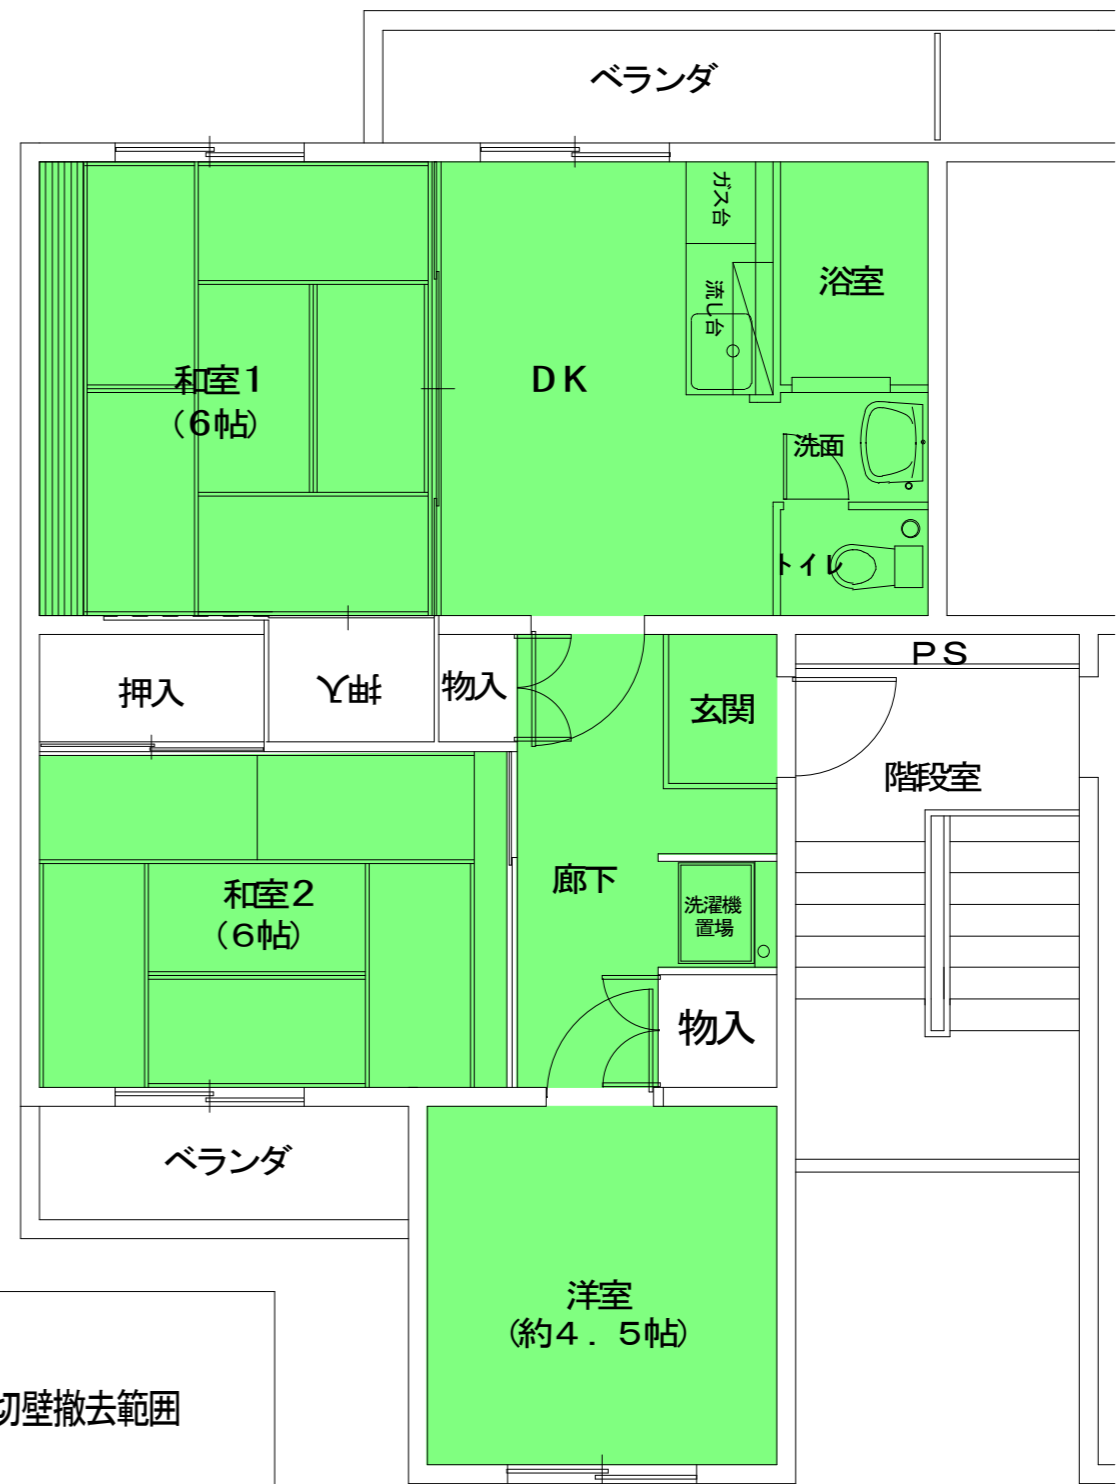 ベランダ
ガス台
浴室
流し台
和室1
(6帖)
DK
洗面
トイレ
PS
押入
押入
物入
玄関
階段室
廊下
和室2
(6帖)
洗濯機
置場
物入
ベランダ
洋室
(約4.5帖)
切壁撤去範囲